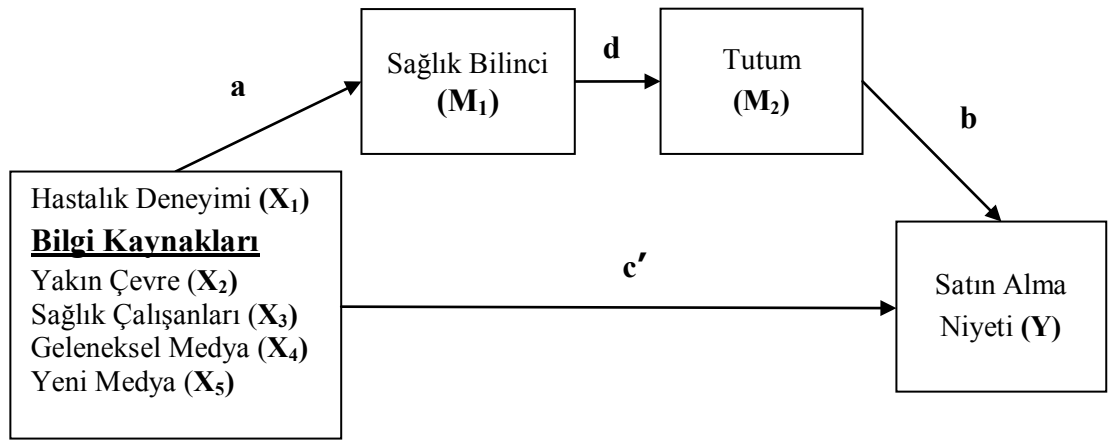 a
Sağlık Bilinci
(M₁)
d
Tutum
(M₂)
b
Hastalık Deneyimi (X₁)
Bilgi Kaynakları
Yakın Çevre (X₂)
Sağlık Çalışanları (X₃)
Geleneksel Medya (X₄)
Yeni Medya (X₅)
c′
Satın Alma
Niyeti (Y)